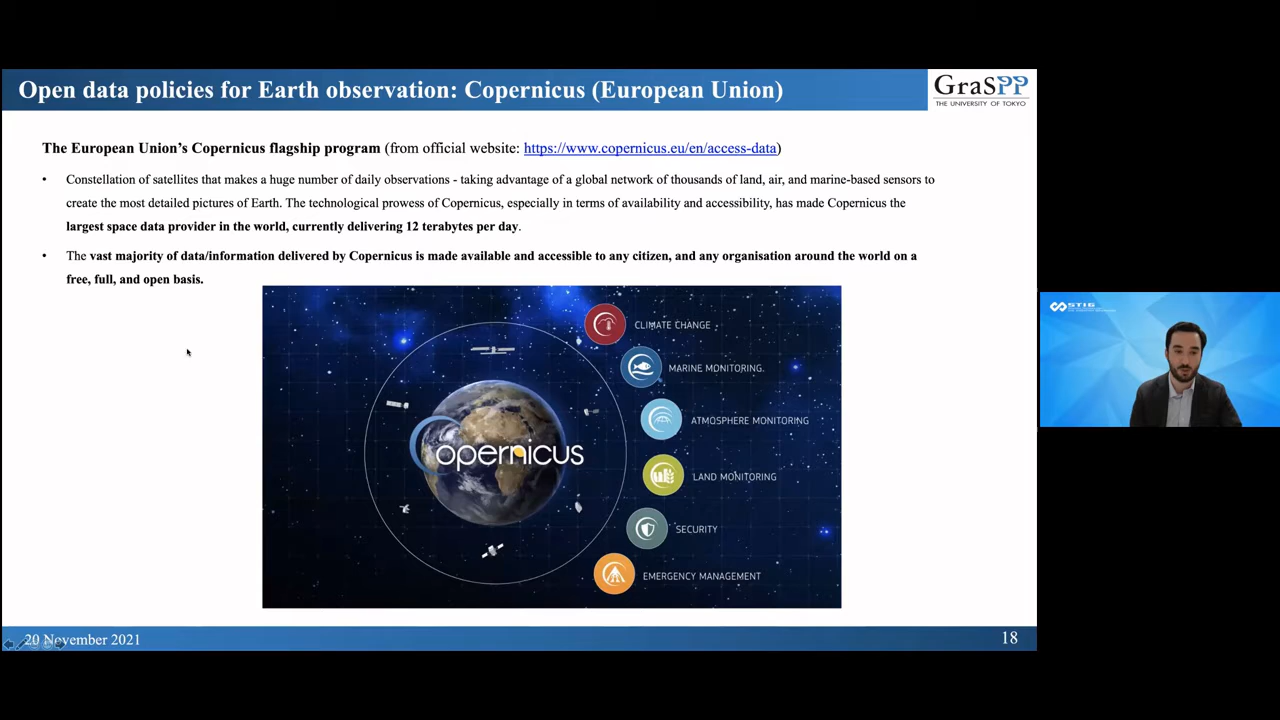 Open data policies for Earth observation: Copernicus (European Union)
GraSPP
THE UNIVERSITY OF TOKYO
The European Union's Copernicus flagship program (from official website: https://www.copernicus.eu/en/access-data)
• Constellation of satellites that makes a huge number of daily observations - taking advantage of a global network of thousands of land, air, and marine-based sensors to
create the most detailed pictures of Earth. The technological prowess of Copernicus, especially in terms of availability and accessibility, has made Copernicus the
largest space data provider in the world, currently delivering 12 terabytes per day.
• The vast majority of data/information delivered by Copernicus is made available and accessible to any citizen, and any organisation around the world on a
free, full, and open basis.
CLIMATE CHANGE
MARINE MONITORING
ATMOSPHERE MONITORING
opernicus
LAND MONITORING
SECURITY
EMERGENCY MANAGEMENT
STIG
20 November 2021
18